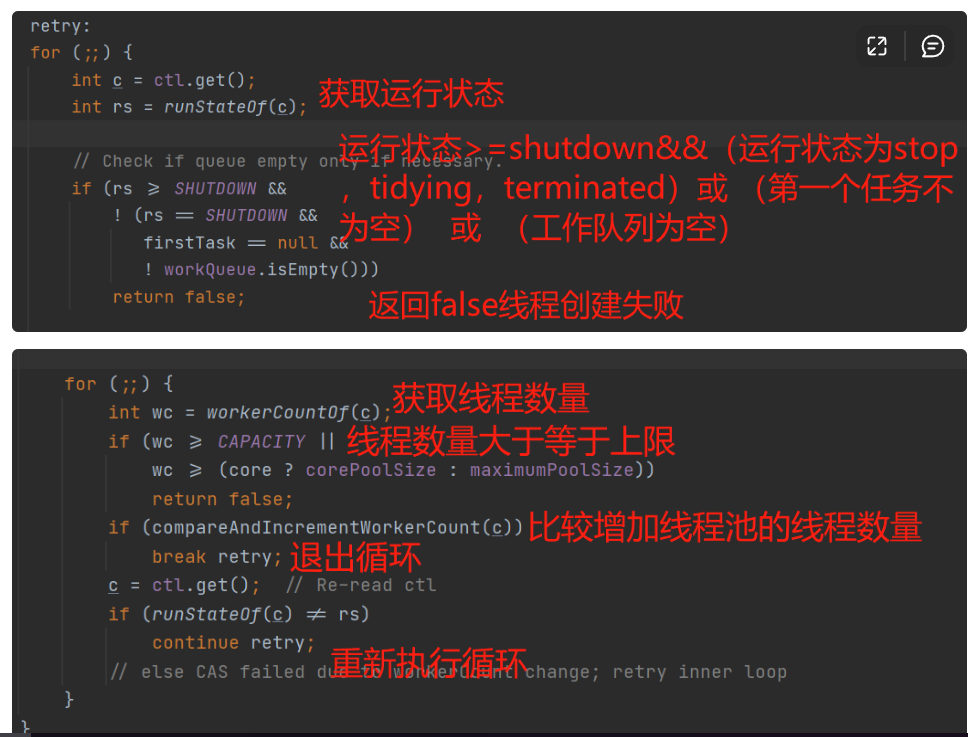 retry:
for (;;) {
int c = ctl.get();
int rs = runStateOf(c);
获取运行状态
// Check if queue empty only if necessary.
运行状态>=shutdown&&（运行状态为stop
，tidying，terminated）或 （第一个任务不
为空） 或 （工作队列为空）
if (rs >= SHUTDOWN &&
! (rs == SHUTDOWN &&
firstTask == null &&
! workQueue.isEmpty()))
return false;
返回false线程创建失败
for (;;) {
int wc = workerCountOf(c);
获取线程数量
if (wc >= CAPACITY ||
线程数量大于等于上限
wc >= (core ? corePoolSize : maximumPoolSize))
return false;
if (compareAndIncrementWorkerCount(c))
比较增加线程池的线程数量
break retry;
退出循环
c = ctl.get();  // Re-read ctl
if (runStateOf(c) != rs)
continue retry;
重新执行循环
// else CAS failed due to workerCount change; retry inner loop
}
}